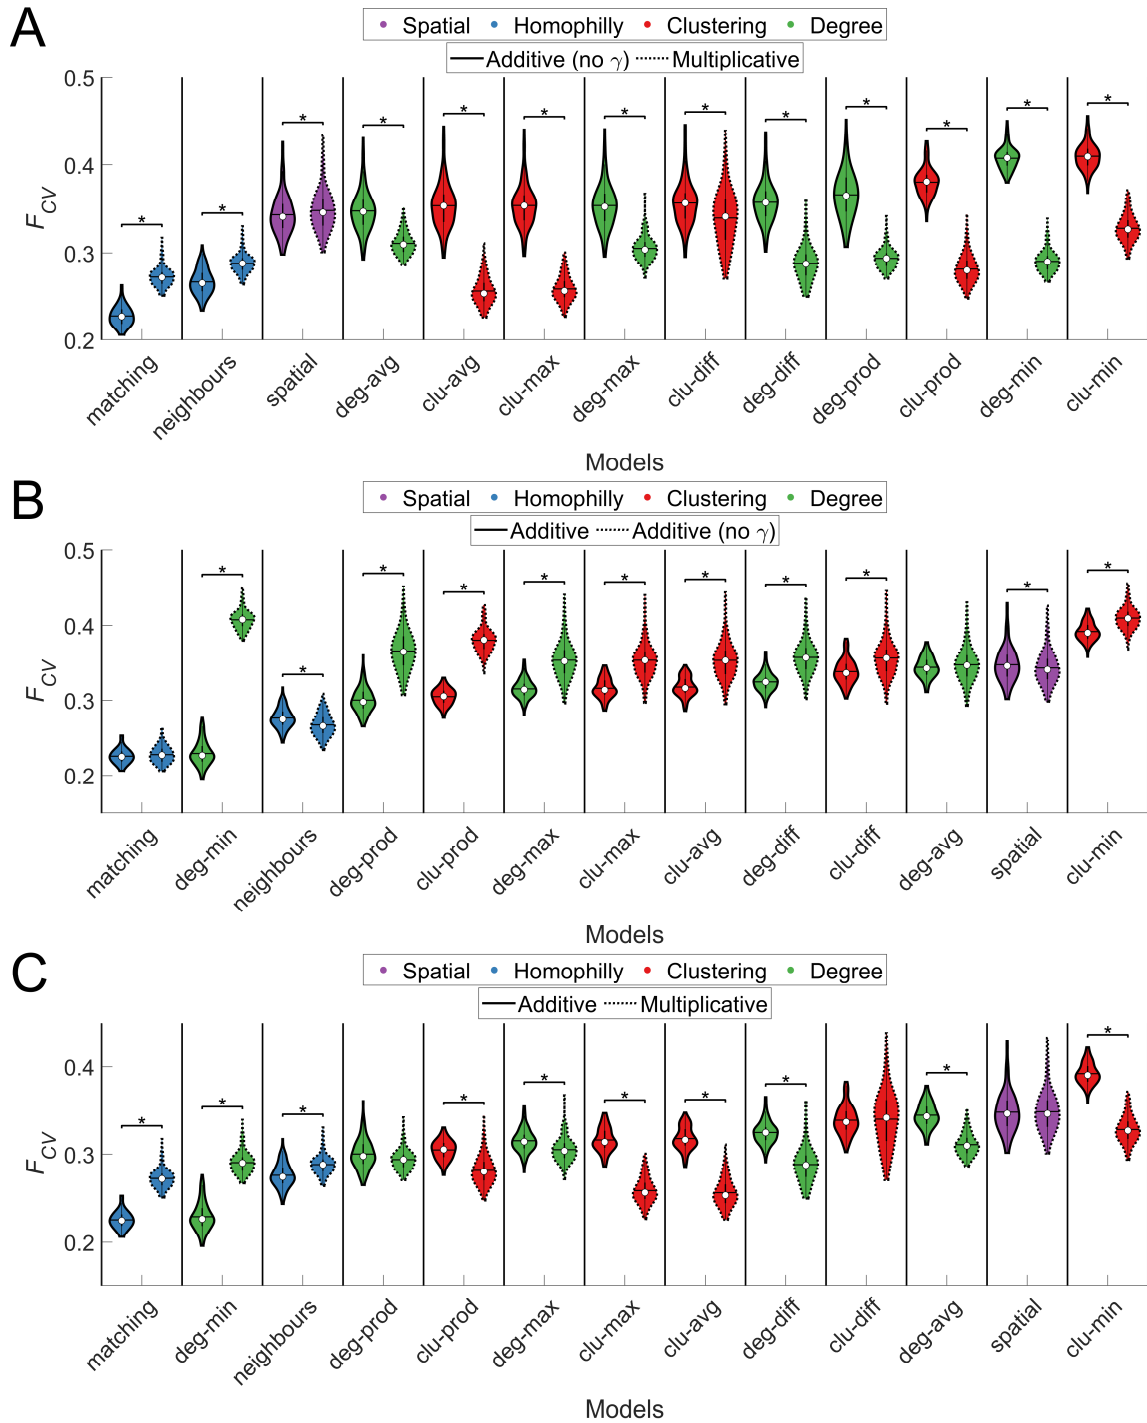 A
Spatial Homophilly Clustering Degree
Additive (no γ) Multiplicative
0.5
0.4
0.3
0.2
F_CV
* * * * * * * * * * * * *
matching neighbours spatial deg-avg clu-avg clu-max deg-max clu-diff deg-diff deg-prod clu-prod deg-min clu-min
Models
B
Spatial Homophilly Clustering Degree
Additive Additive (no γ)
0.5
0.4
0.3
0.2
F_CV
* * * * * * * * * * *
matching deg-min neighbours deg-prod clu-prod deg-max clu-max clu-avg deg-diff clu-diff deg-avg spatial clu-min
Models
C
Spatial Homophilly Clustering Degree
Additive Multiplicative
0.4
0.3
0.2
F_CV
* * * * * * * * * *
matching deg-min neighbours deg-prod clu-prod deg-max clu-max clu-avg deg-diff clu-diff deg-avg spatial clu-min
Models